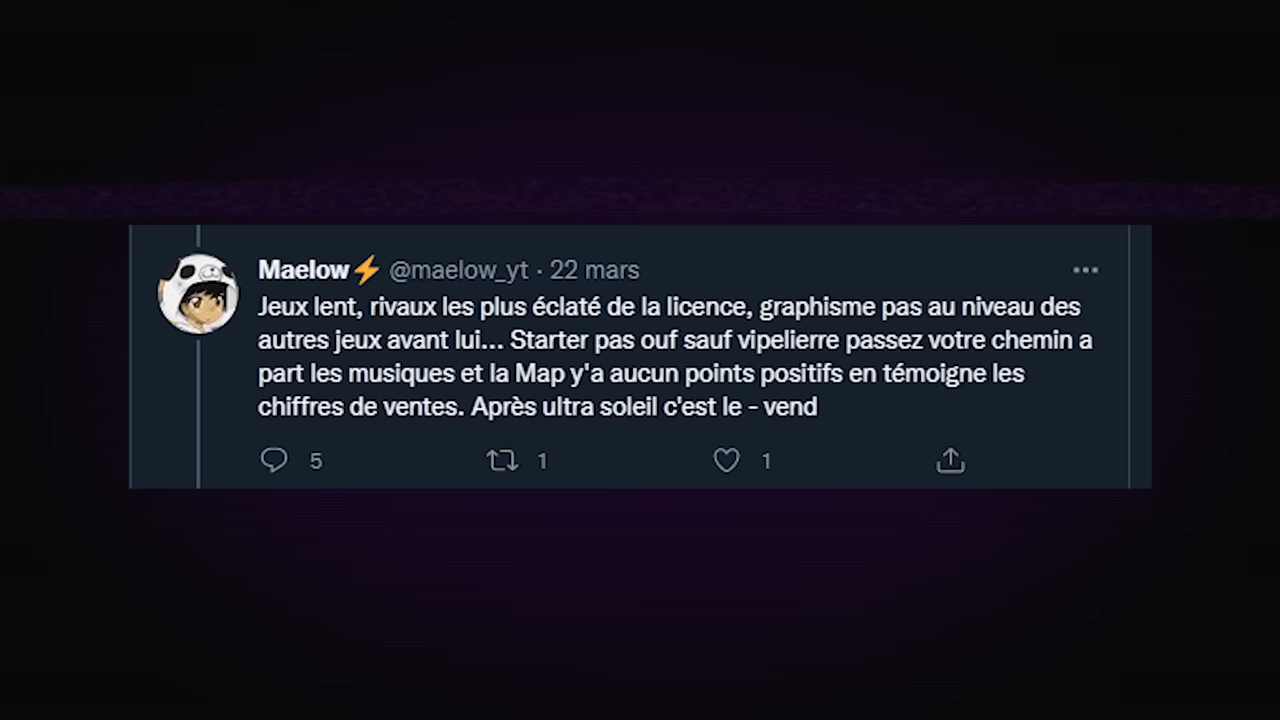 Maelow⚡ @maelow_yt · 22 mars
Jeux lent, rivaux les plus éclaté de la licence, graphisme pas au niveau des
autres jeux avant lui... Starter pas ouf sauf vipelierre passez votre chemin a
part les musiques et la Map y'a aucun points positifs en témoigne les
chiffres de ventes. Après ultra soleil c'est le - vend
5 1 1